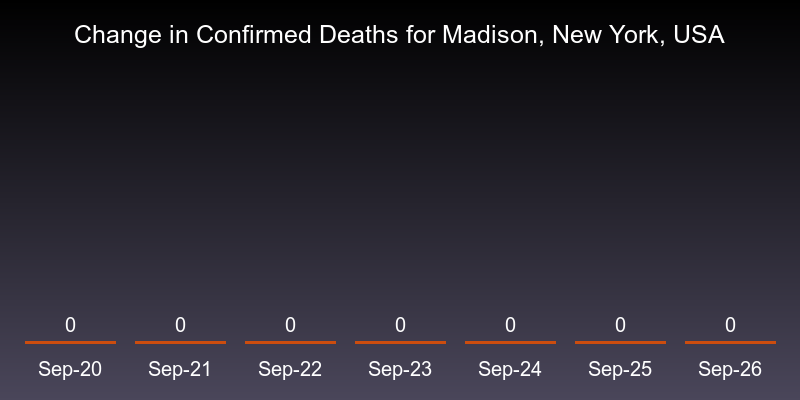 Change in Confirmed Deaths for Madison, New York, USA
0 0 0 0 0 0 0
Sep-20 Sep-21 Sep-22 Sep-23 Sep-24 Sep-25 Sep-26